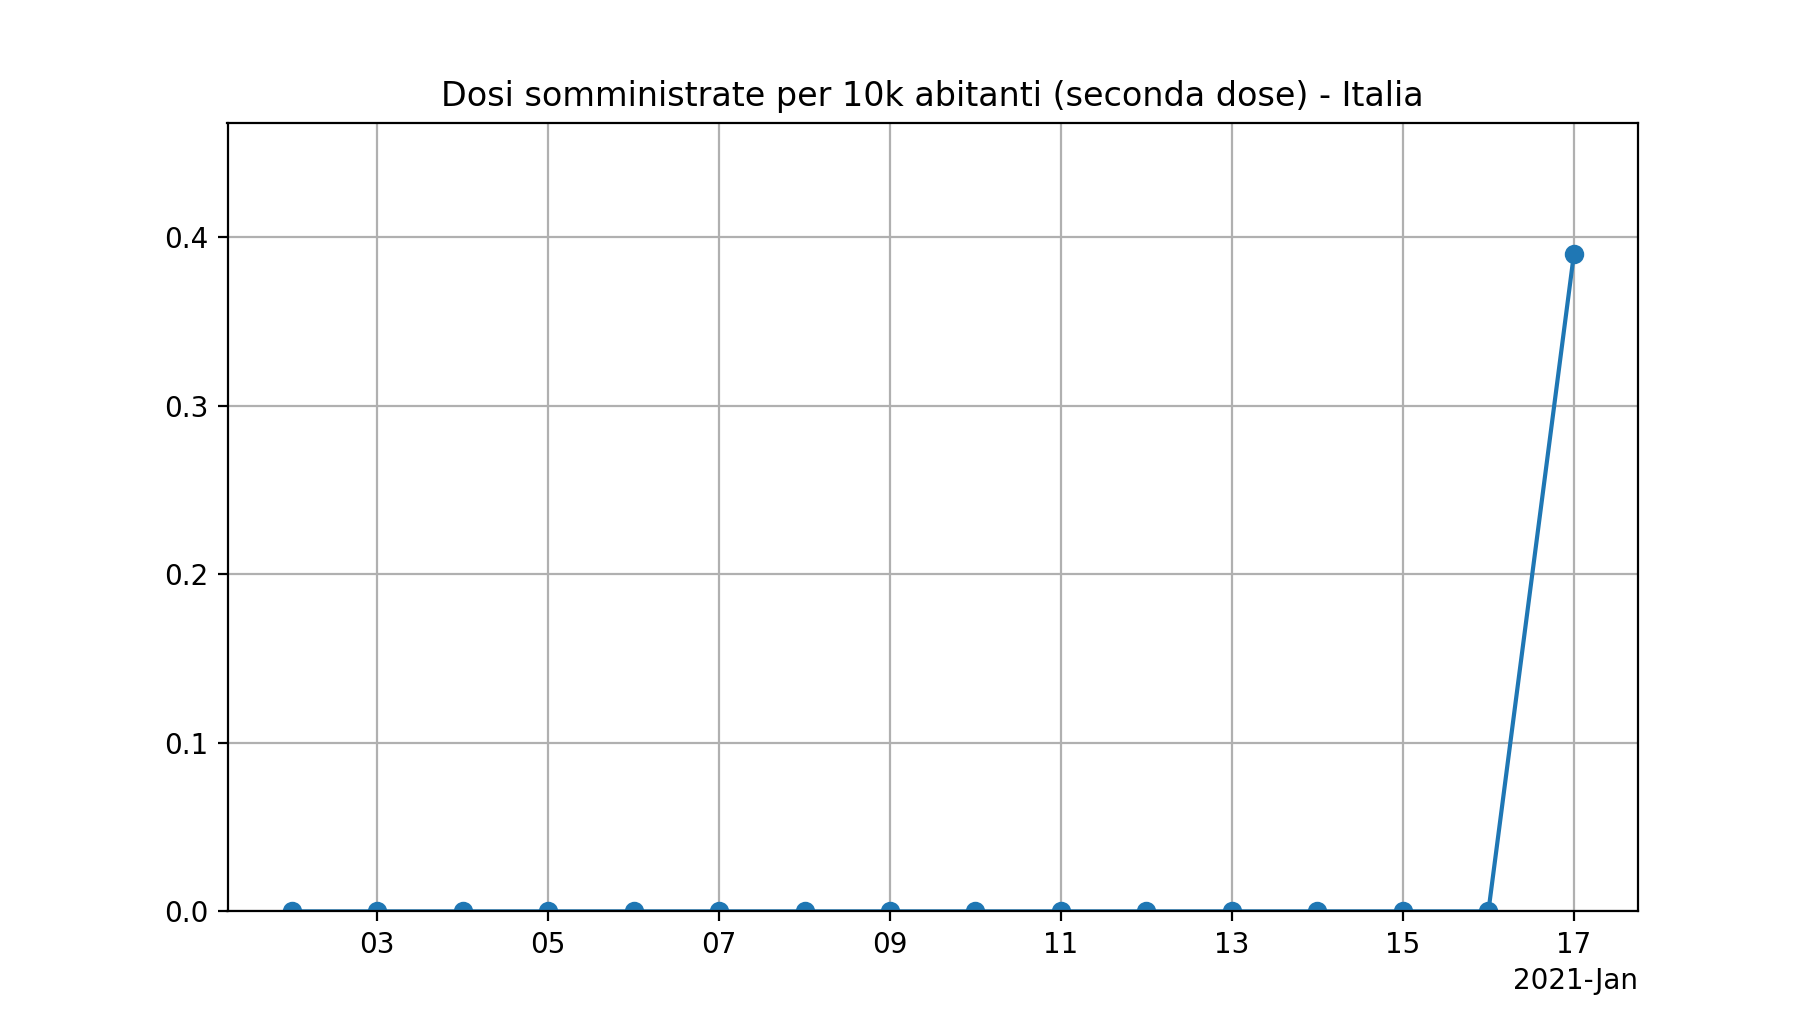 Dosi somministrate per 10k abitanti (seconda dose) - Italia
0.4
0.3
0.2
0.1
0.0
03 05 07 09 11 13 15 17
2021-Jan